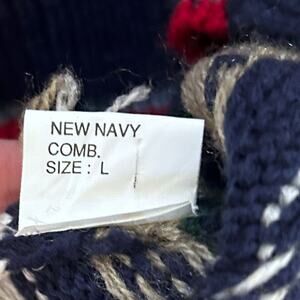 NEW NAVY
COMB.
SIZE : L